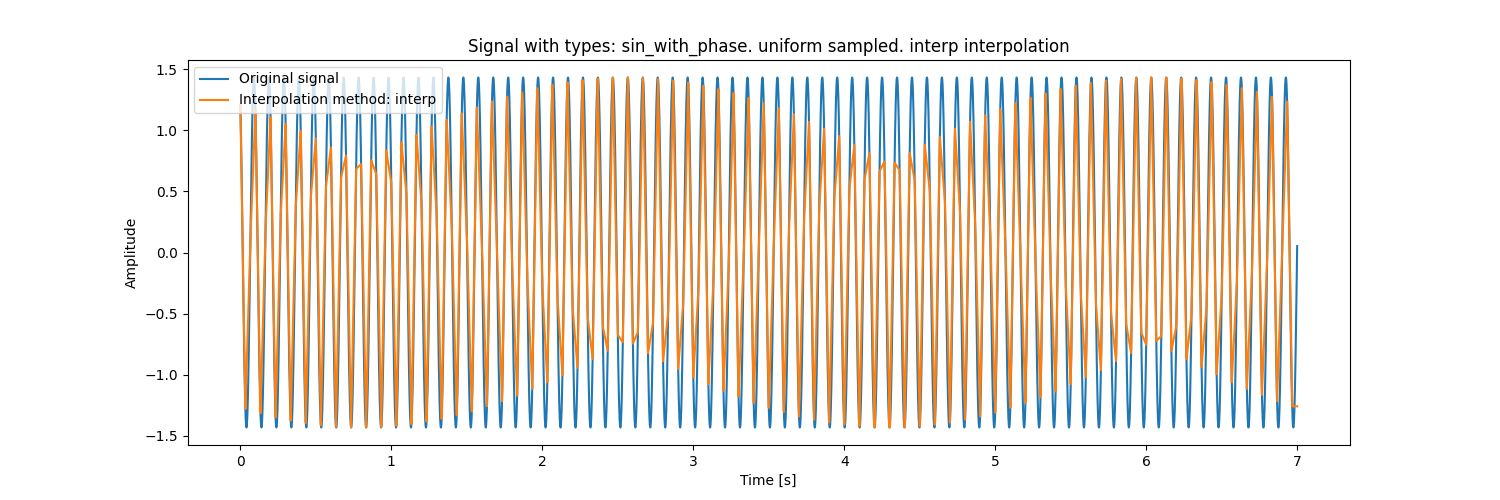 Signal with types: sin_with_phase. uniform sampled. interp interpolation
Original signal
Interpolation method: interp
Amplitude
1.5
1.0
0.5
0.0
−0.5
−1.0
−1.5
0 1 2 3 4 5 6 7
Time [s]